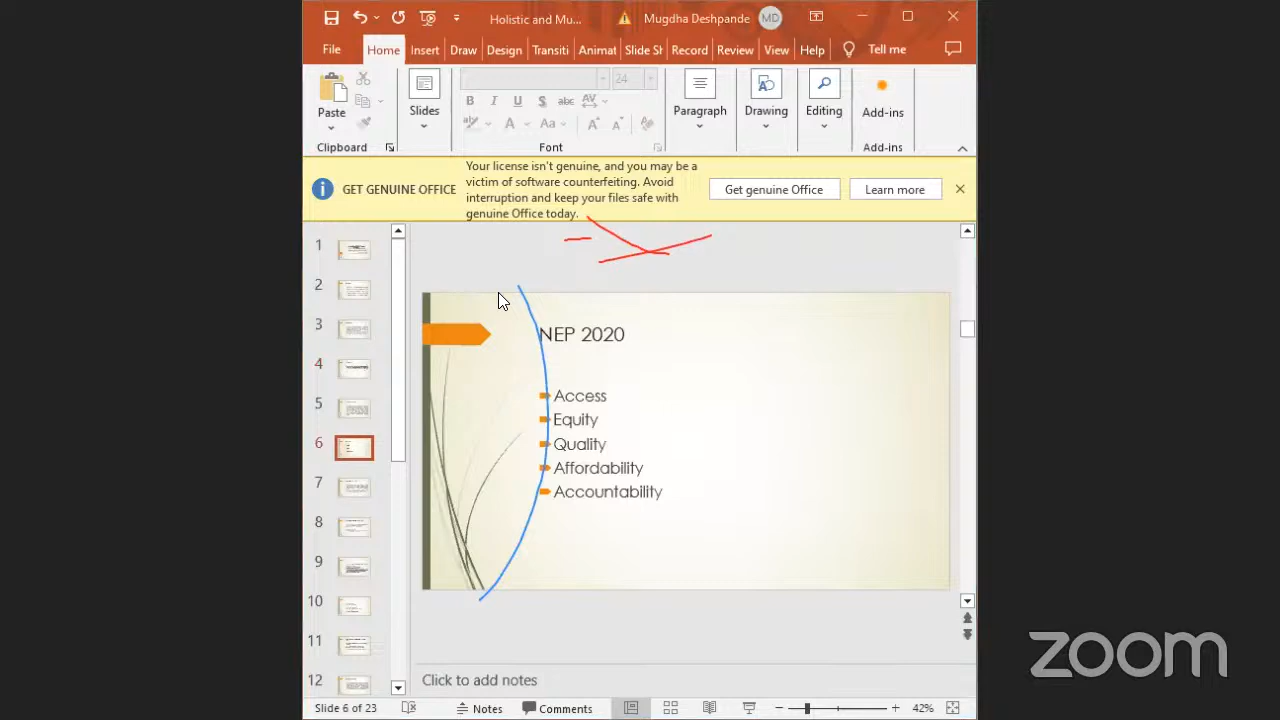 Holistic and Mu... Mugdha Deshpande MD
File Home Insert Draw Design Transiti Animat Slide Sh Record Review View Help Tell me
24
B I U S abc AV
A Aa A A
Paste Slides Paragraph Drawing Editing Add-ins
Clipboard Font Add-ins
GET GENUINE OFFICE
Your license isn't genuine, and you may be a
victim of software counterfeiting. Avoid
interruption and keep your files safe with
genuine Office today.
Get genuine Office Learn more
1
2
3
4
5
6
7
8
9
10
11
12
NEP 2020
Access
Equity
Quality
Affordability
Accountability
Click to add notes
Slide 6 of 23 Notes Comments 42%
zoom